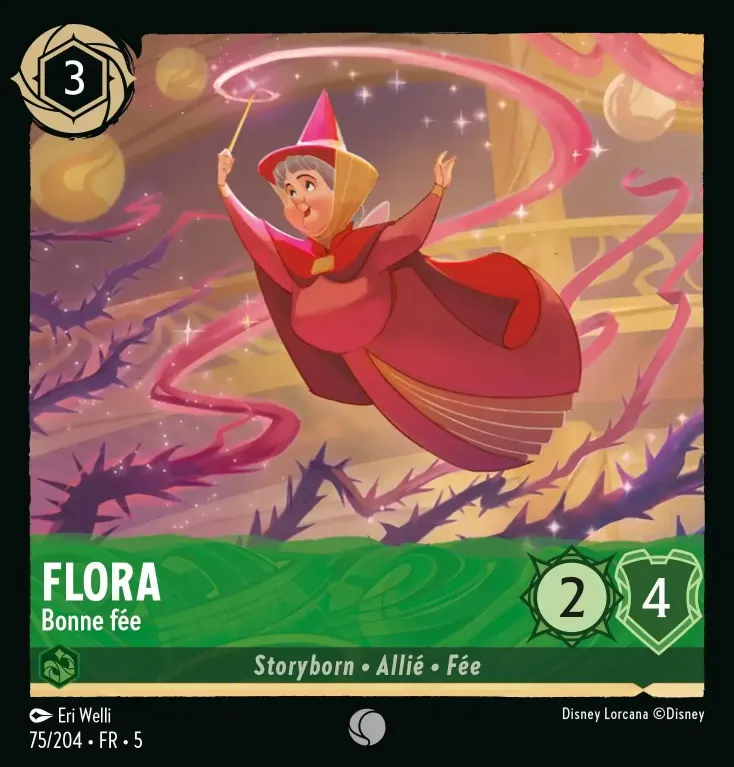 3
FLORA
Bonne fée
2
4
Storyborn • Allié • Fée
Eri Welli
Disney Lorcana ©Disney
75/204 • FR • 5